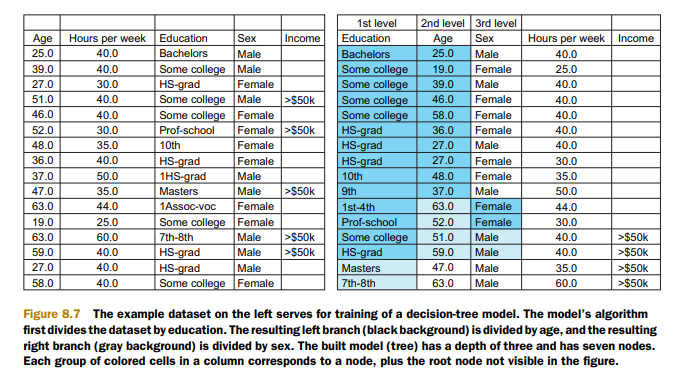 Age Hours per week Education Sex Income
25.0 40.0 Bachelors Male
39.0 40.0 Some college Male
27.0 30.0 HS-grad Female
51.0 40.0 Some college Male >$50k
46.0 40.0 Some college Female
52.0 30.0 Prof-school Female >$50k
48.0 35.0 10th Female
36.0 40.0 HS-grad Female
37.0 50.0 1HS-grad Male
47.0 35.0 Masters Male >$50k
63.0 44.0 1Assoc-voc Female
19.0 25.0 Some college Female
63.0 60.0 7th-8th Male >$50k
59.0 40.0 HS-grad Male >$50k
27.0 40.0 HS-grad Male
58.0 40.0 Some college Female
1st level 2nd level 3rd level
Education Age Sex Hours per week Income
Bachelors 25.0 Male 40.0
Some college 19.0 Female 25.0
Some college 39.0 Male 40.0
Some college 46.0 Female 40.0
Some college 58.0 Female 40.0
HS-grad 36.0 Female 40.0
HS-grad 27.0 Male 40.0
HS-grad 27.0 Female 30.0
10th 48.0 Female 35.0
9th 37.0 Male 50.0
1st-4th 63.0 Female 44.0
Prof-school 52.0 Female 30.0
Some college 51.0 Male 40.0 >$50k
HS-grad 59.0 Male 40.0 >$50k
Masters 47.0 Male 35.0 >$50k
7th-8th 63.0 Male 60.0 >$50k
Figure 8.7 The example dataset on the left serves for training of a decision-tree model. The model's algorithm
first divides the dataset by education. The resulting left branch (black background) is divided by age, and the resulting
right branch (gray background) is divided by sex. The built model (tree) has a depth of three and has seven nodes.
Each group of colored cells in a column corresponds to a node, plus the root node not visible in the figure.